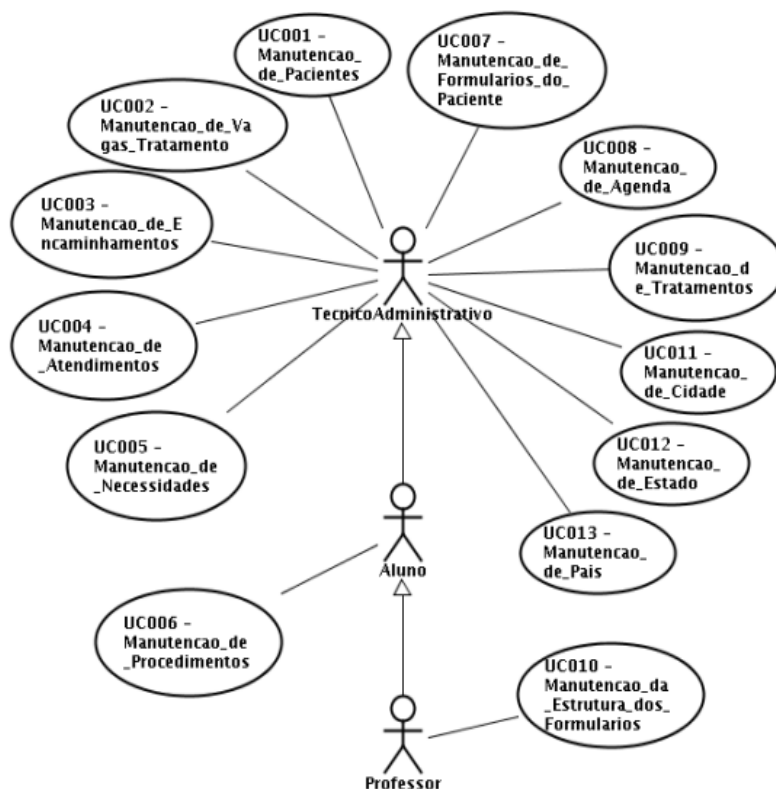 UC001 -
Manutencao_
de_Pacientes
UC007 -
Manutencao_de_
Formularios_do_
Paciente
UC002 -
Manutencao_de_Va
gas_Tratamento
UC008 -
Manutencao_
de_Agenda
UC003 -
Manutencao_de_E
ncaminhamentos
UC009 -
Manutencao_d
e_Tratamentos
TecnicoAdministrativo
UC004 -
Manutencao_de
_Atendimentos
UC011 -
Manutencao_
de_Cidade
UC005 -
Manutencao_de
_Necessidades
UC012 -
Manutencao_
de_Estado
UC013 -
Manutencao_
de_Pais
Aluno
UC006 -
Manutencao_de
_Procedimentos
UC010 -
Manutencao_da
_Estrutura_dos_
Formularios
Professor